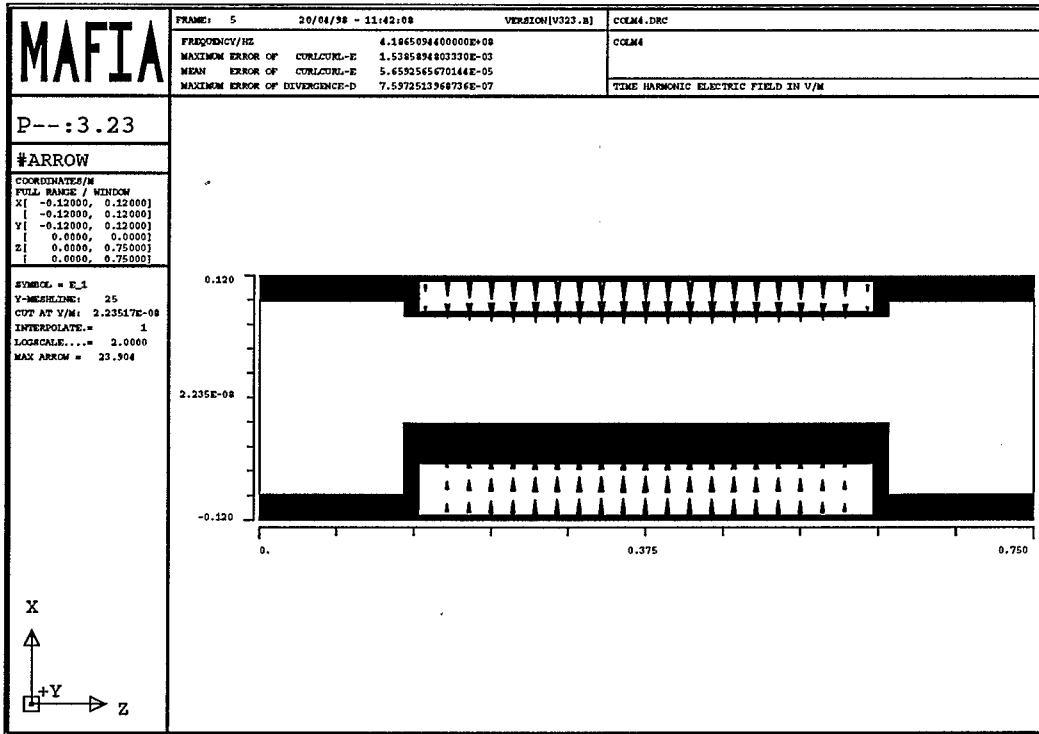 MAFIA
FRAME: 5 20/04/98 - 11:42:08 VERSION[V323.B] COLM4.DRC
FREQUENCY/HZ 4.1865094400000E+08
MAXIMUM ERROR OF CURLCURL-E 1.5385894803330E-03
MEAN ERROR OF CURLCURL-E 5.6592565670144E-05
MAXIMUM ERROR OF DIVERGENCE-D 7.5972513968736E-07
COLM4
TIME HARMONIC ELECTRIC FIELD IN V/M
P--:3.23
#ARROW
COORDINATES/M
FULL RANGE / WINDOW
X[ -0.12000, 0.12000]
[ -0.12000, 0.12000]
Y[ -0.12000, 0.12000]
[ 0.0000, 0.0000]
Z[ 0.0000, 0.75000]
[ 0.0000, 0.75000]
SYMBOL = E_1
Y-MESHLINE: 25
CUT AT Y/M: 2.23517E-08
INTERPOLATE.= 1
LOGSCALE....= 2.0000
MAX ARROW = 23.904
0.120
2.235E-08
-0.120
0. 0.375 0.750
X
+Y
Z